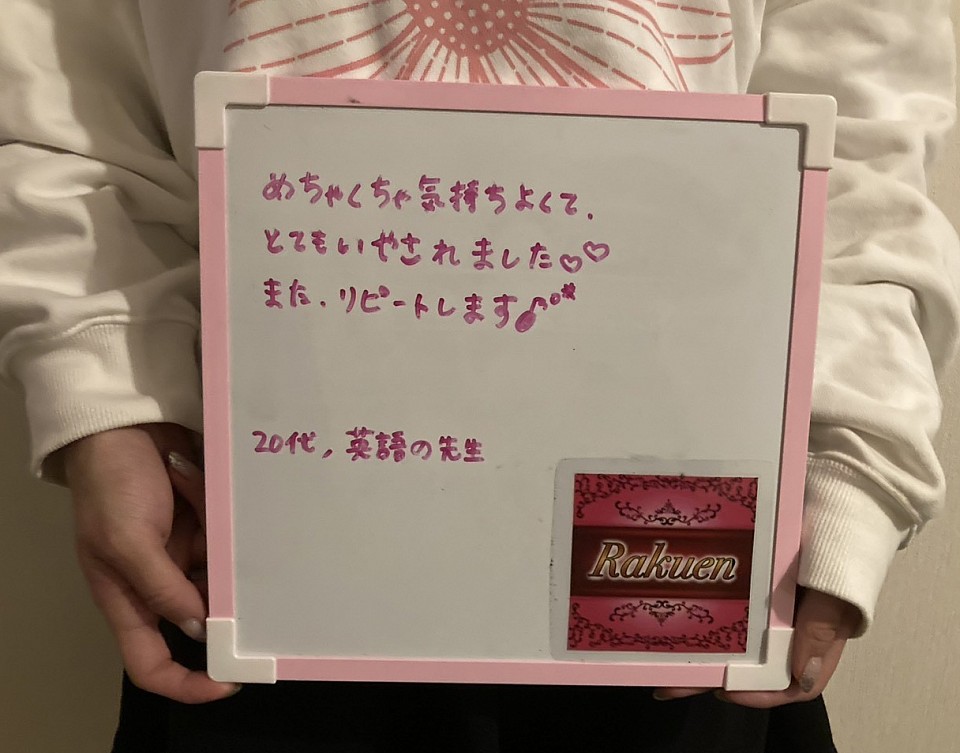 めちゃくちゃ気持ちよくて、
とてもいやされました♡♡
また、リピートします♪
20代, 英語の先生
Rakuen